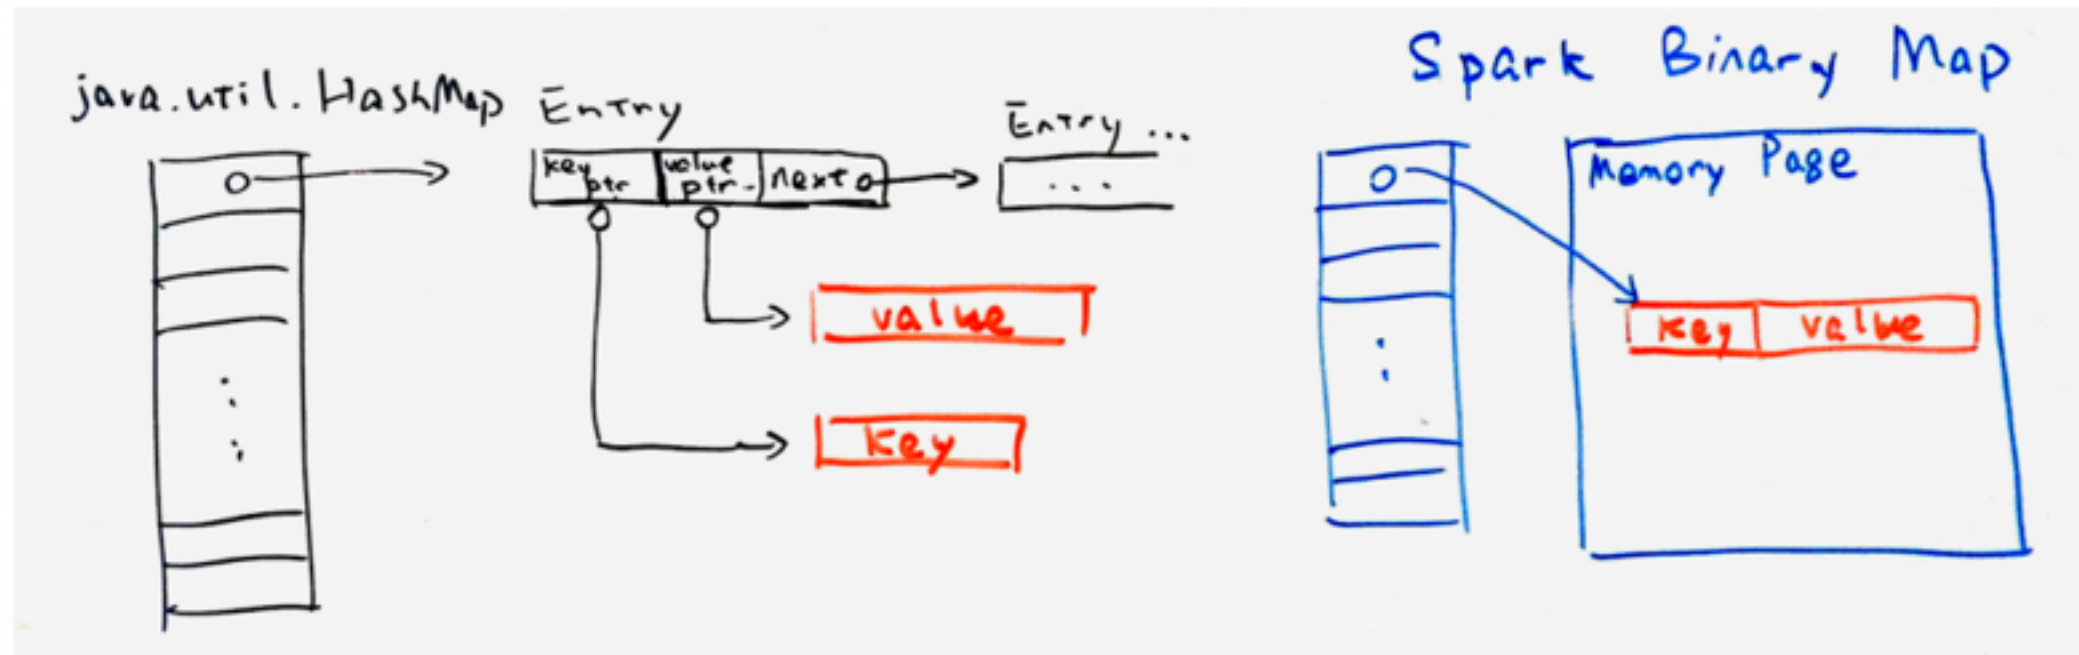 java.util.HashMap
Entry
key ptr
value ptr.
next
Entry ...
...
value
key
Spark Binary Map
Memory Page
key
value